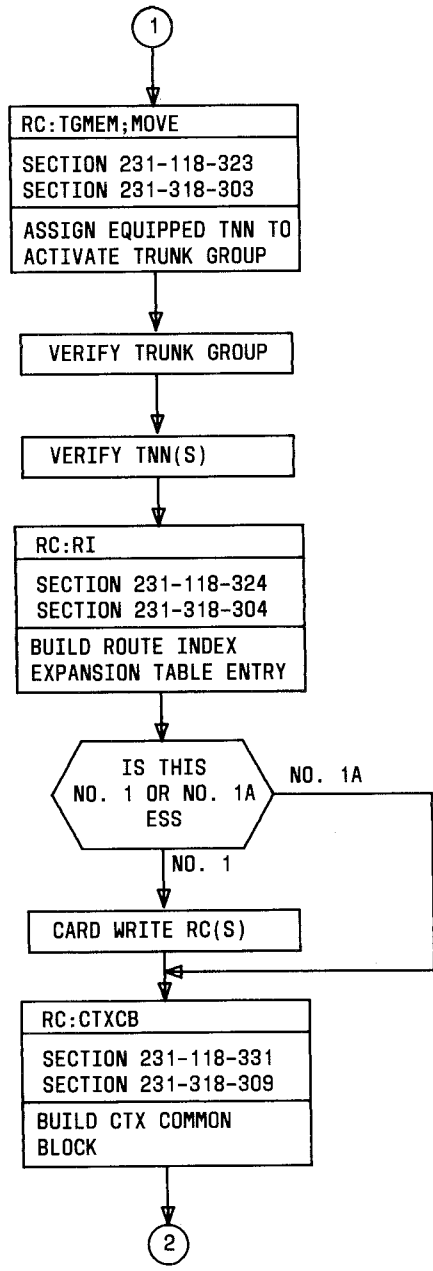 1
RC:TGMEM;MOVE
SECTION 231-118-323
SECTION 231-318-303
ASSIGN EQUIPPED TNN TO
ACTIVATE TRUNK GROUP
VERIFY TRUNK GROUP
VERIFY TNN(S)
RC:RI
SECTION 231-118-324
SECTION 231-318-304
BUILD ROUTE INDEX
EXPANSION TABLE ENTRY
IS THIS
NO. 1 OR NO. 1A
ESS
NO. 1A
NO. 1
CARD WRITE RC(S)
RC:CTXCB
SECTION 231-118-331
SECTION 231-318-309
BUILD CTX COMMON
BLOCK
2